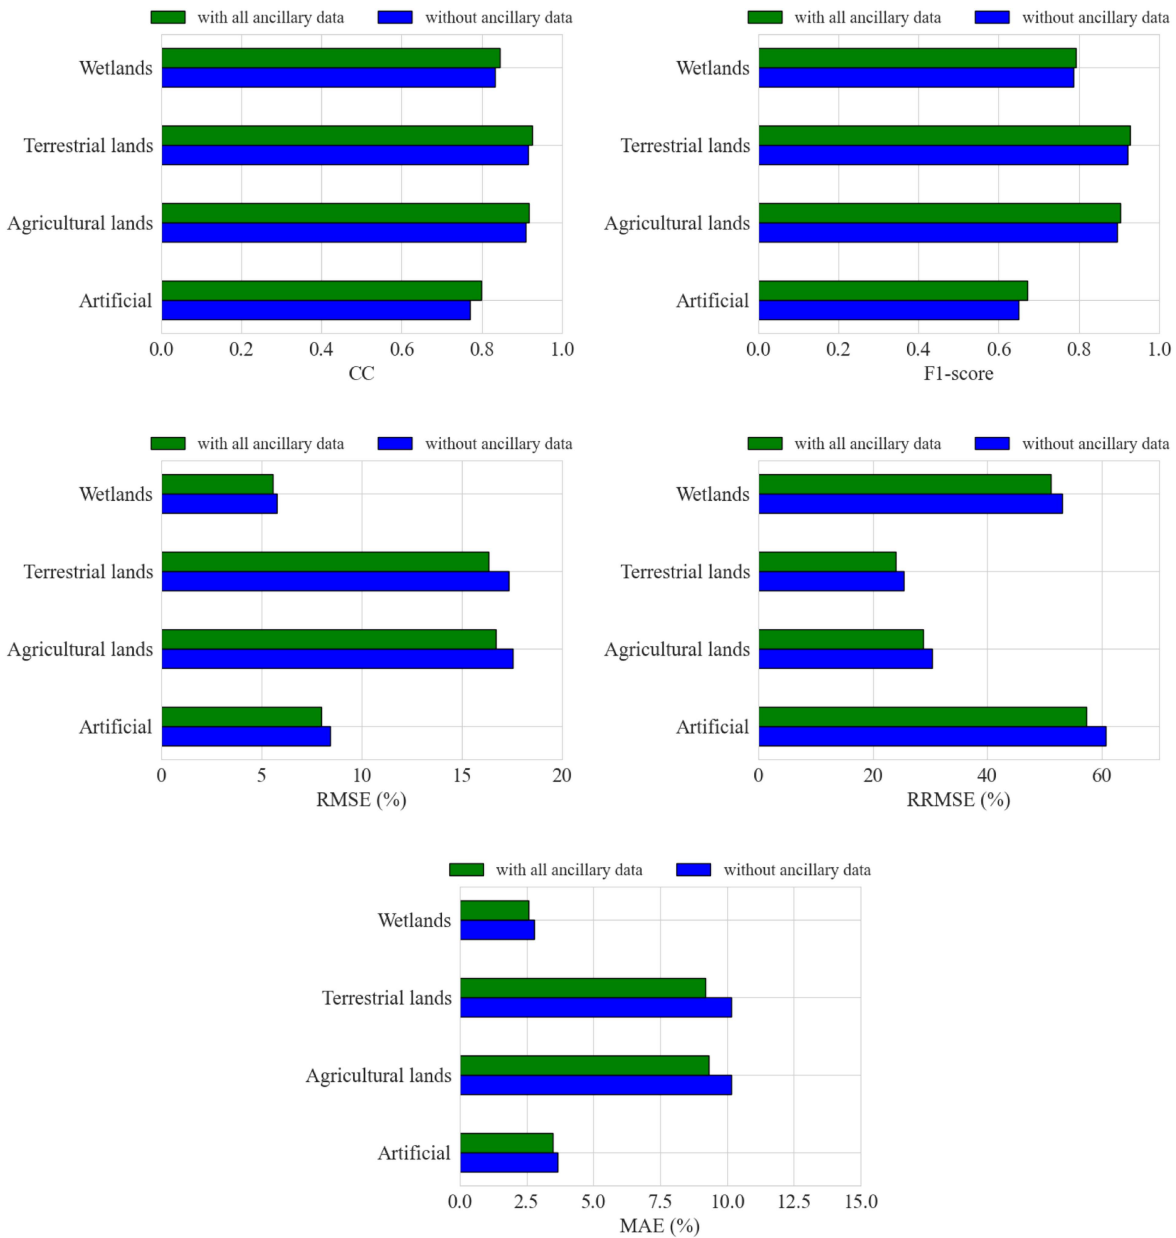 with all ancillary data without ancillary data
Wetlands
Terrestrial lands
Agricultural lands
Artificial
0.0 0.2 0.4 0.6 0.8 1.0
CC
with all ancillary data without ancillary data
Wetlands
Terrestrial lands
Agricultural lands
Artificial
0.0 0.2 0.4 0.6 0.8 1.0
F1-score
with all ancillary data without ancillary data
Wetlands
Terrestrial lands
Agricultural lands
Artificial
0 5 10 15 20
RMSE (%)
with all ancillary data without ancillary data
Wetlands
Terrestrial lands
Agricultural lands
Artificial
0 20 40 60
RRMSE (%)
with all ancillary data without ancillary data
Wetlands
Terrestrial lands
Agricultural lands
Artificial
0.0 2.5 5.0 7.5 10.0 12.5 15.0
MAE (%)